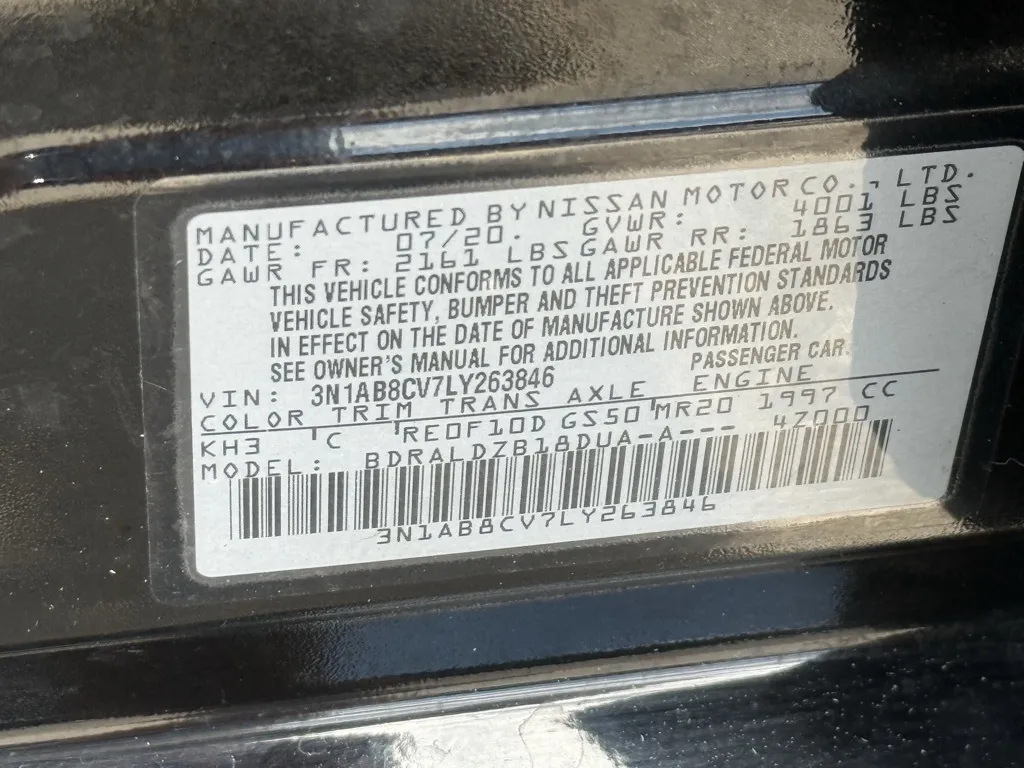 MANUFACTURED BY NISSAN MOTOR CO., LTD.
DATE: 07/20. GVWR: 4001 LBS
GAWR FR: 2161 LBS GAWR RR: 1863 LBS
THIS VEHICLE CONFORMS TO ALL APPLICABLE FEDERAL MOTOR
VEHICLE SAFETY, BUMPER AND THEFT PREVENTION STANDARDS
IN EFFECT ON THE DATE OF MANUFACTURE SHOWN ABOVE.
SEE OWNER'S MANUAL FOR ADDITIONAL INFORMATION.
VIN: 3N1AB8CV7LY263846 PASSENGER CAR.
COLOR TRIM TRANS AXLE ENGINE
KH3 'C 'RE0F10D GS50'MR20 1997 CC
MODEL: BDRALDZB18DUA-A--- 4Z000
3N1AB8CV7LY263846